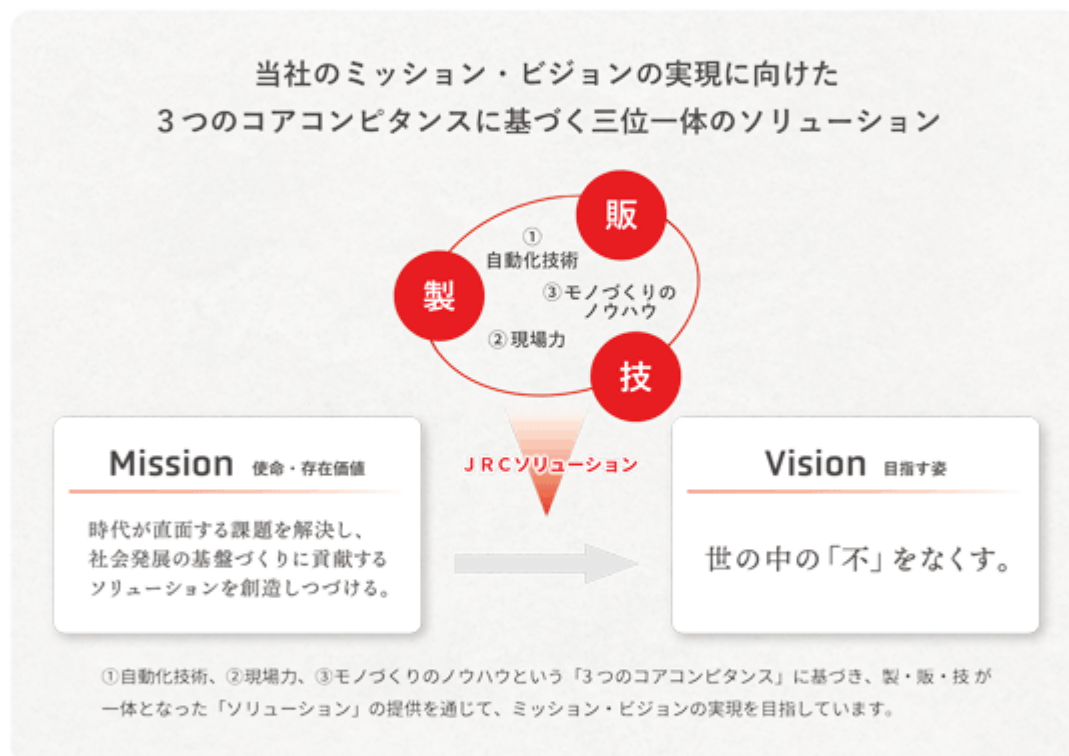 当社のミッション・ビジョンの実現に向けた
3つのコアコンピタンスに基づく三位一体のソリューション
販
①
自動化技術
製
③モノづくりの
ノウハウ
②現場力
技
JRCソリューション
Mission 使命・存在価値
時代が直面する課題を解決し、
社会発展の基盤づくりに貢献する
ソリューションを創造しつづける。
Vision 目指す姿
世の中の「不」をなくす。
①自動化技術、②現場力、③モノづくりのノウハウという「3つのコアコンピタンス」に基づき、製・販・技 が
一体となった「ソリューション」の提供を通じて、ミッション・ビジョンの実現を目指しています。